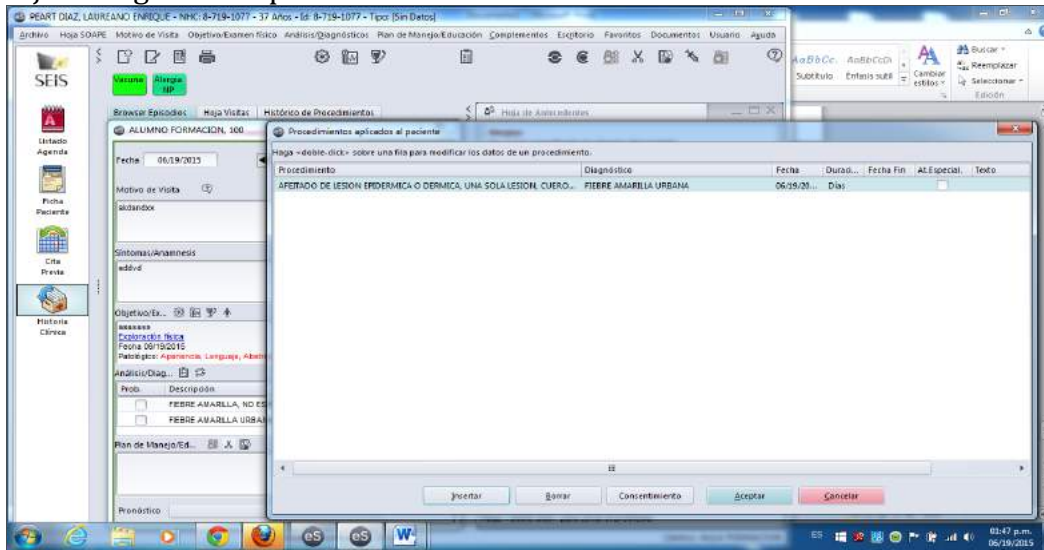 PEART DIAZ, LAUREANO ENRIQUE - NHC: 8-719-1077 - 37 Años - Id: 8-719-1077 - Tipo: [Sin Datos]
Archivo Hoja SOAPE Motivo de Visita Objetivo/Examen físico Análisis/Diagnósticos Plan de Manejo/Educación Complementos Escritorio Favoritos Documentos Usuario Ayuda
SEIS
Vacuna
Alergia
NP
AaBbCc. AaBbCcDc
Subtítulo Énfasis sutil
Cambiar
estilos
Buscar
Reemplazar
Seleccionar
Edición
Browser Episodios Hoja Visitas Histórico de Procedimientos
Hoja de Antecedentes
Listado
Agenda
Ficha
Paciente
Cita
Previa
Historia
Clínica
ALUMNO FORMACION, 100
Fecha 06/19/2015
Motivo de Visita
akdandxx
Síntomas/Anamnesis
addvd
Objetivo/Ex...
Exploración física
Fecha 06/19/2015
Patológico: Apariencia, Lenguaje,
Análisis/Diag...
Prob. Descripción
FIEBRE AMARILLA, NO ES
FIEBRE AMARILLA URBA
Plan de Manejo/Ed...
Pronóstico
Procedimientos aplicados al paciente
Haga «doble-click» sobre una fila para modificar los datos de un procedimiento.
Procedimiento Diagnóstico Fecha Duraci... Fecha Fin At.Especial. Texto
AFEITADO DE LESION EPIDERMICA O DERMICA, UNA SOLA LESION, CUERO... FIEBRE AMARILLA URBANA 06/19/20... Días
Insertar Borrar Consentimiento Aceptar Cancelar
ES
01:47 p.m.
06/19/2015